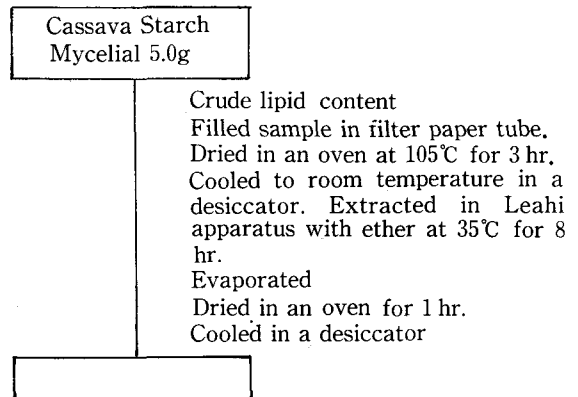 Cassava Starch
Mycelial 5.0g
Crude lipid content
Filled sample in filter paper tube.
Dried in an oven at 105℃ for 3 hr.
Cooled to room temperature in a
desiccator. Extracted in Leahi
apparatus with ether at 35℃ for 8
hr.
Evaporated
Dried in an oven for 1 hr.
Cooled in a desiccator